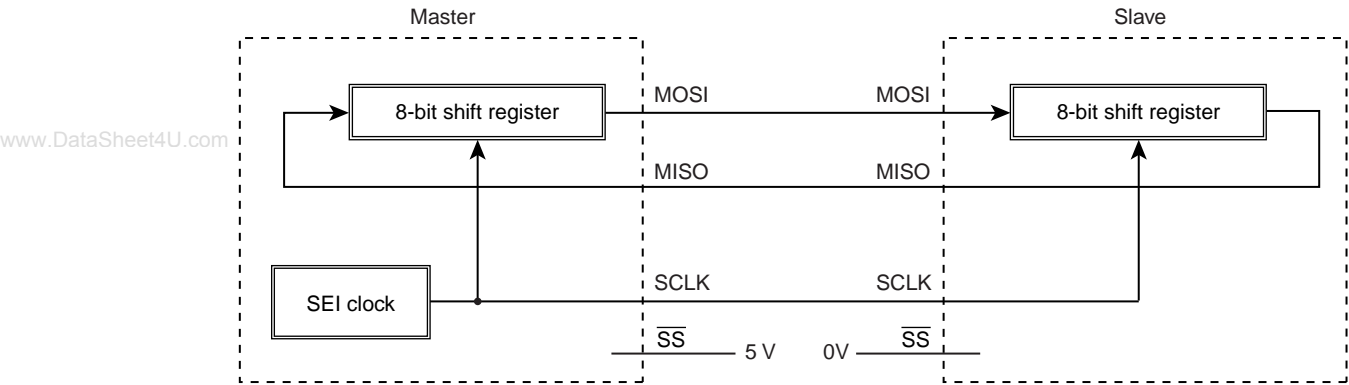 Master
Slave
8-bit shift register
MOSI
MOSI
8-bit shift register
www.DataSheet4U.com
MISO
MISO
SEI clock
SCLK
SCLK
SS
5 V
0V
SS